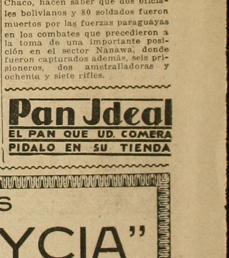 Chaco, hacen saber que dos oficia-
les bolivianos y 80 soldados fueron
muertos por las fuerzas paraguayas
en los combates que precedieron a
la toma de una importante posi-
ción en el sector Nanawa, donde
fueron capturados además, seis pri-
sioneros, dos ametralladoras y
ochenta y siete rifles.
Pan Jdeal
EL PAN QUE UD. COMERA
PIDALO EN SU TIENDA
S
YCIA"